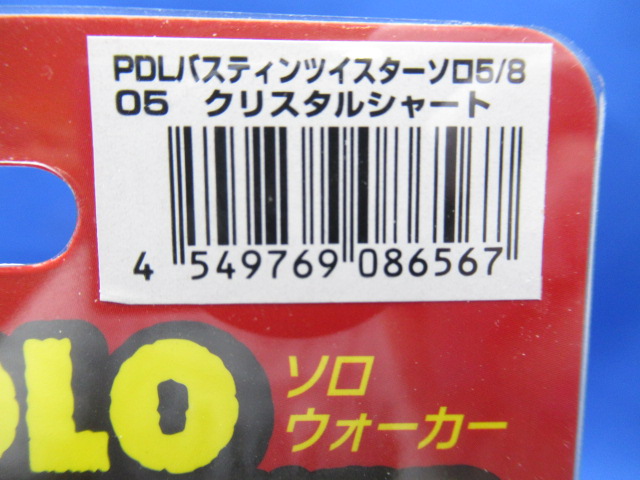 PDLバスティンツイスターソロ5/8
05 クリスタルシャート
4 549769 086567
OLO
ソロ
ウォーカー